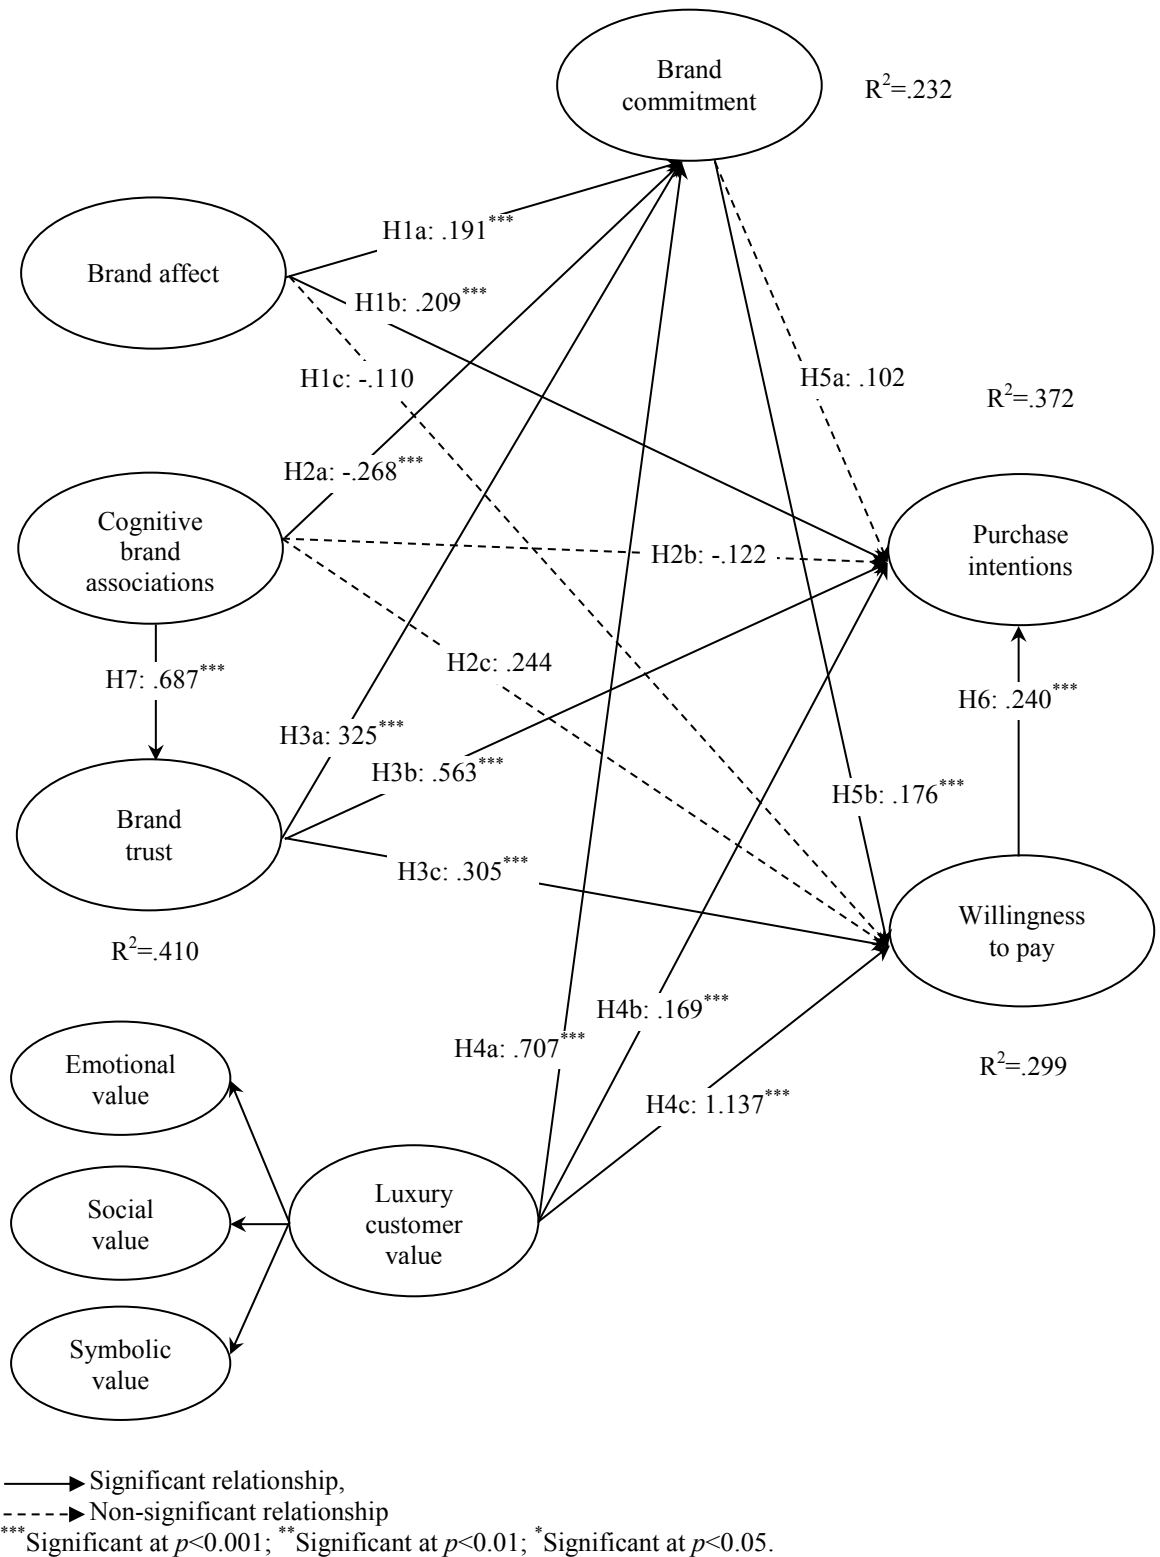 Brand
commitment
R²=.232
H1a: .191***
Brand affect
H1b: .209***
H1c: -.110
H5a: .102
R²=.372
H2a: -.268***
Cognitive
brand
associations
H2b: -.122
Purchase
intentions
H2c: .244
H7: .687***
H6: .240***
H3a: 325***
H3b: .563***
H5b: .176***
Brand
trust
H3c: .305***
Willingness
to pay
R²=.410
H4b: .169***
H4a: .707***
R²=.299
Emotional
value
H4c: 1.137***
Social
value
Luxury
customer
value
Symbolic
value
Significant relationship,
Non-significant relationship
***Significant at p<0.001; **Significant at p<0.01; *Significant at p<0.05.